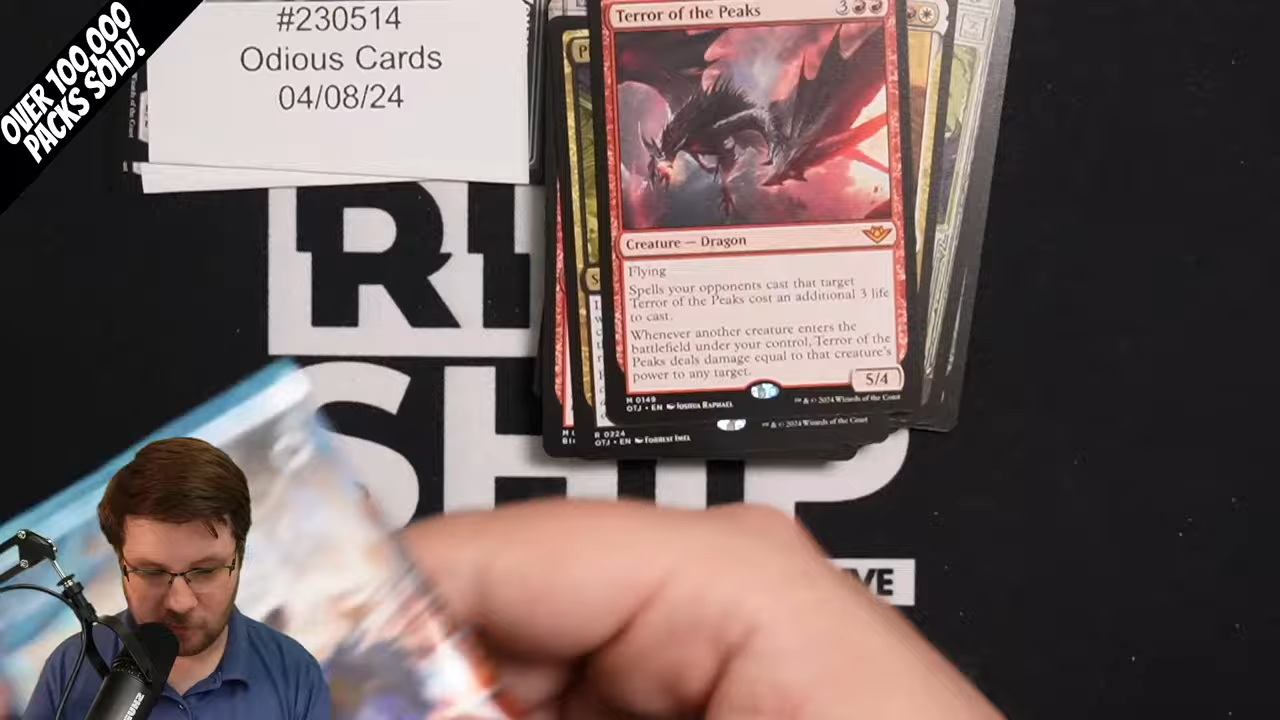 OVER 100,000
PACKS SOLD!
#230514
Odious Cards
04/08/24
Terror of the Peaks 3
Creature — Dragon
Flying
Spells your opponents cast that target
Terror of the Peaks cost an additional 3 life
to cast.
Whenever another creature enters the
battlefield under your control, Terror of the
Peaks deals damage equal to that creature's
power to any target.
5/4
M 0149
OTJ • EN JOSHUA RAPHAEL
™ & © 2024 Wizards of the Coast
R 0224
OTJ • EN FORREST IMEL
™ & © 2024 Wizards of the Coast
SHIP